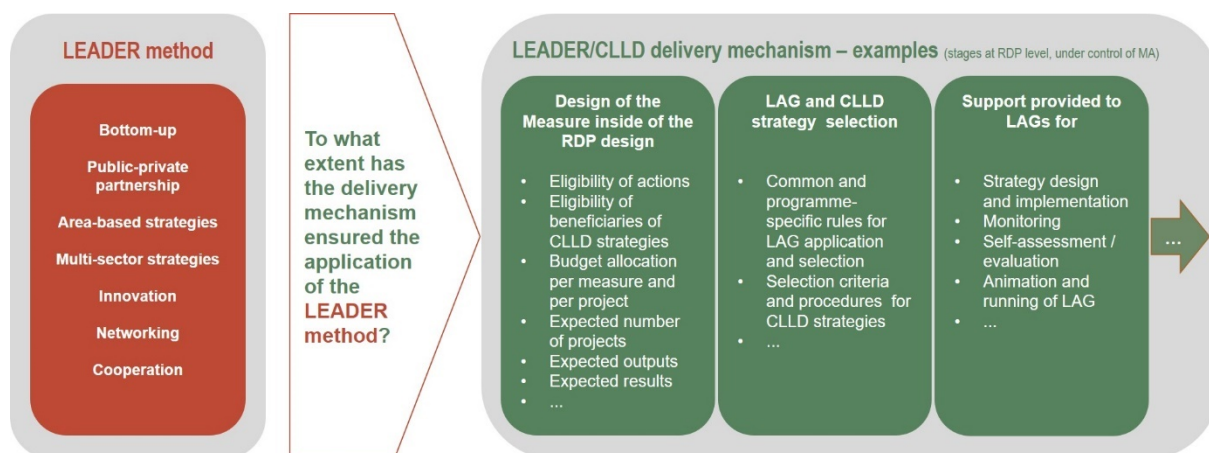 LEADER method
Bottom-up
Public-private
partnership
Area-based strategies
Multi-sector strategies
Innovation
Networking
Cooperation
To what
extent has
the delivery
mechanism
ensured the
application
of the
LEADER
method?
LEADER/CLLD delivery mechanism – examples (stages at RDP level, under control of MA)
Design of the
Measure inside of the
RDP design
• Eligibility of actions
• Eligibility of
beneficiaries of
CLLD strategies
• Budget allocation
per measure and
per project
• Expected number
of projects
• Expected outputs
• Expected results
• ...
LAG and CLLD
strategy selection
• Common and
programme-
specific rules for
LAG application
and selection
• Selection criteria
and procedures for
CLLD strategies
• ...
Support provided to
LAGs for
• Strategy design
and implementation
• Monitoring
• Self-assessment /
evaluation
• Animation and
running of LAG
• ...
...